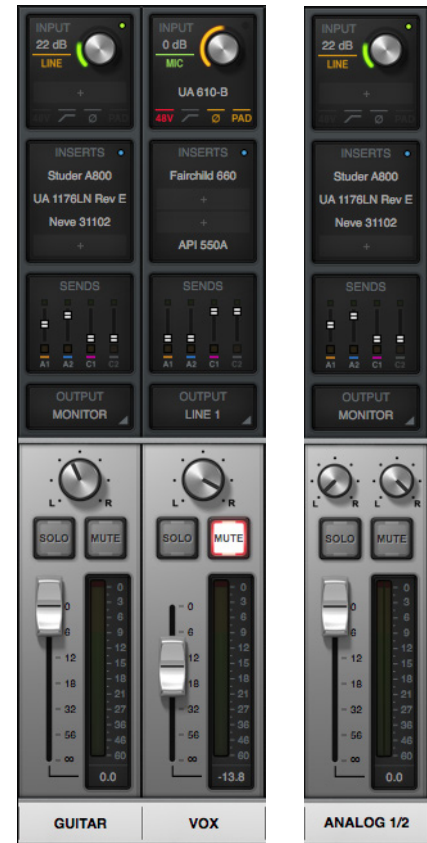 INPUT
22 dB
LINE
+
48V Ø PAD
INSERTS
Studer A800
UA 1176LN Rev E
Neve 31102
+
SENDS
A1 A2 C1 C2
OUTPUT
MONITOR
L R
SOLO MUTE
0 0
3
6 6
9
12 12
15
18 18
21
32 27
36
56 46
∞ 60
0.0
GUITAR
INPUT
0 dB
MIC
UA 610-B
48V Ø PAD
INSERTS
Fairchild 660
+
+
API 550A
SENDS
A1 A2 C1 C2
OUTPUT
LINE 1
L R
SOLO MUTE
0 0
3
6 6
9
12 12
15
18 18
21
32 27
36
56 46
∞ 60
-13.8
VOX
INPUT
22 dB
LINE
+
48V Ø PAD
INSERTS
Studer A800
UA 1176LN Rev E
Neve 31102
+
SENDS
A1 A2 C1 C2
OUTPUT
MONITOR
L R L R
SOLO MUTE
0 0
3
6 6
9
12 12
15
18 18
21
32 27
36
56 46
∞ 60
0.0
ANALOG 1/2